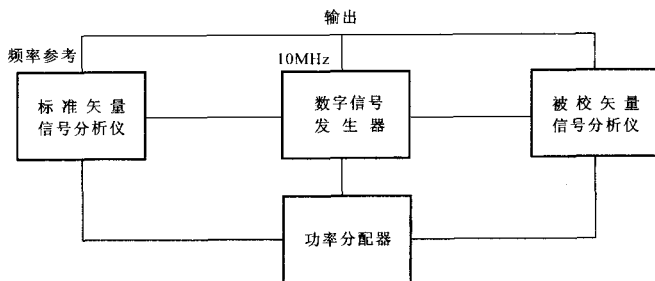 输出
频率参考
10MHz
标准矢量
信号分析仪
数字信号
发生器
被校矢量
信号分析仪
功率分配器